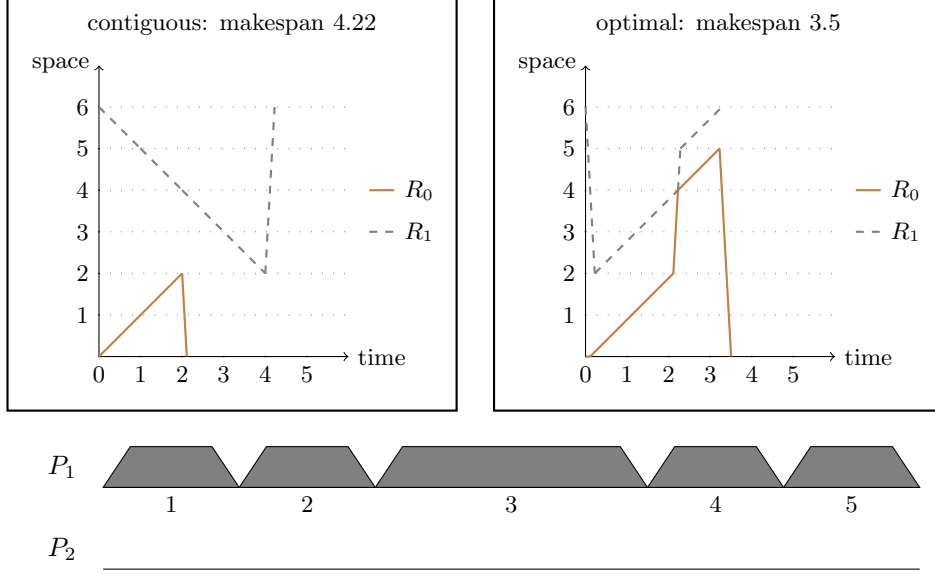 contiguous: makespan 4.22
space
6
5
4
3
2
1
0 1 2 3 4 5
time
R₀
R₁
optimal: makespan 3.5
space
6
5
4
3
2
1
0 1 2 3 4 5
time
R₀
R₁
P₁
1 2 3 4 5
P₂